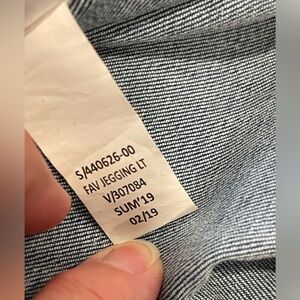 S/440626-00
FAV JEGGING LT
V/307084
SUM'19
02/19